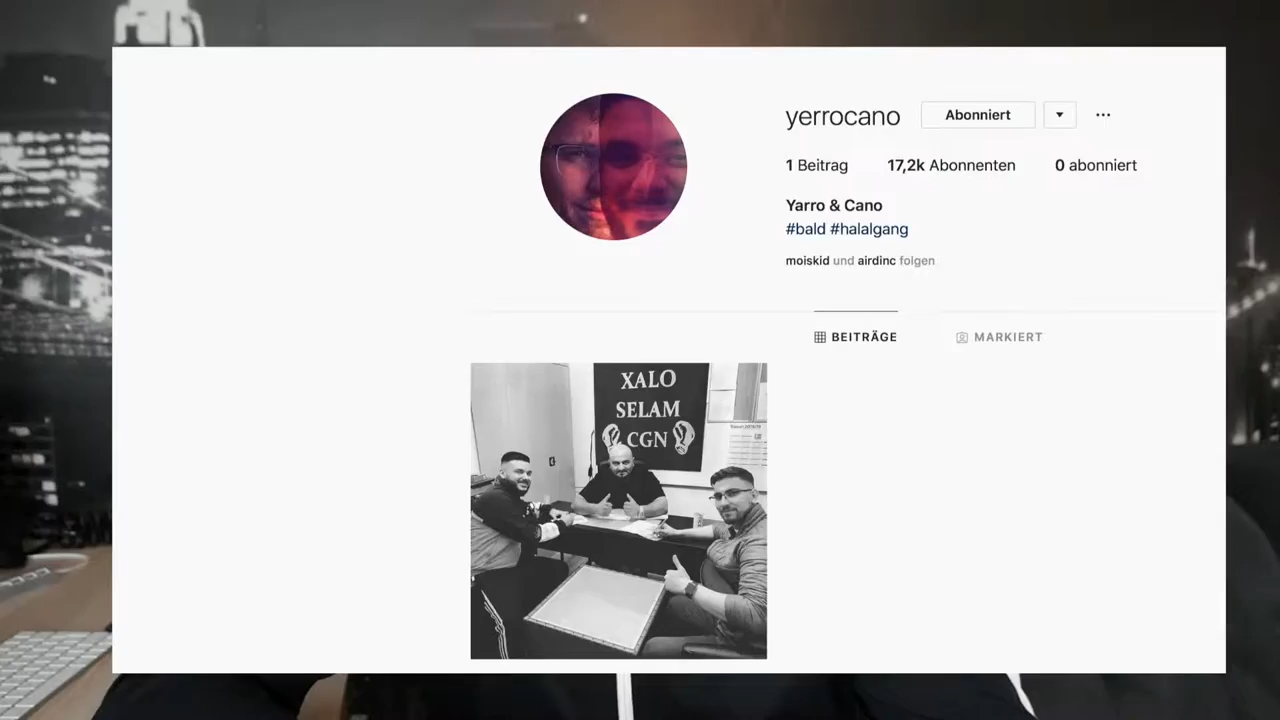 yerrocano
Abonniert
1 Beitrag 17,2k Abonnenten 0 abonniert
Yarro & Cano
#bald #halalgang
moiskid und airdinc folgen
BEITRÄGE
MARKIERT
XALO
SELAM
CGN